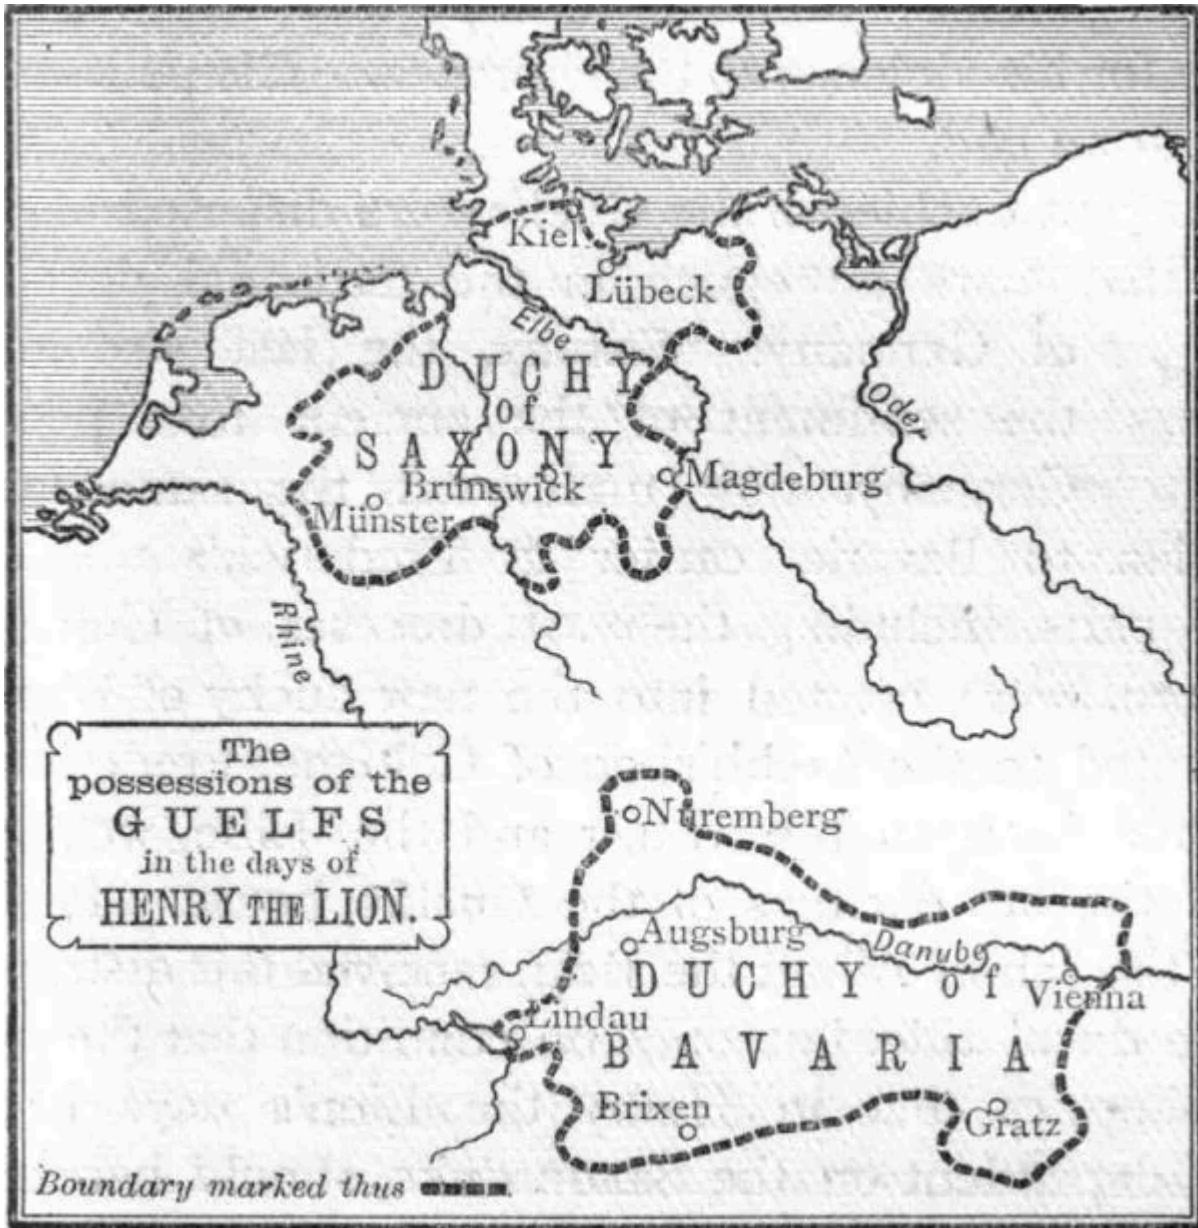 Kiel
Lübeck
Elbe
DUCHY
of
SAXONY
Brunswick
Magdeburg
Münster
Oder
Rhine
The
possessions of the
GUELFS
in the days of
HENRY THE LION.
Nuremberg
Augsburg
Danube
DUCHY of
Vienna
Lindau
BAVARIA
Brixen
Gratz
Boundary marked thus